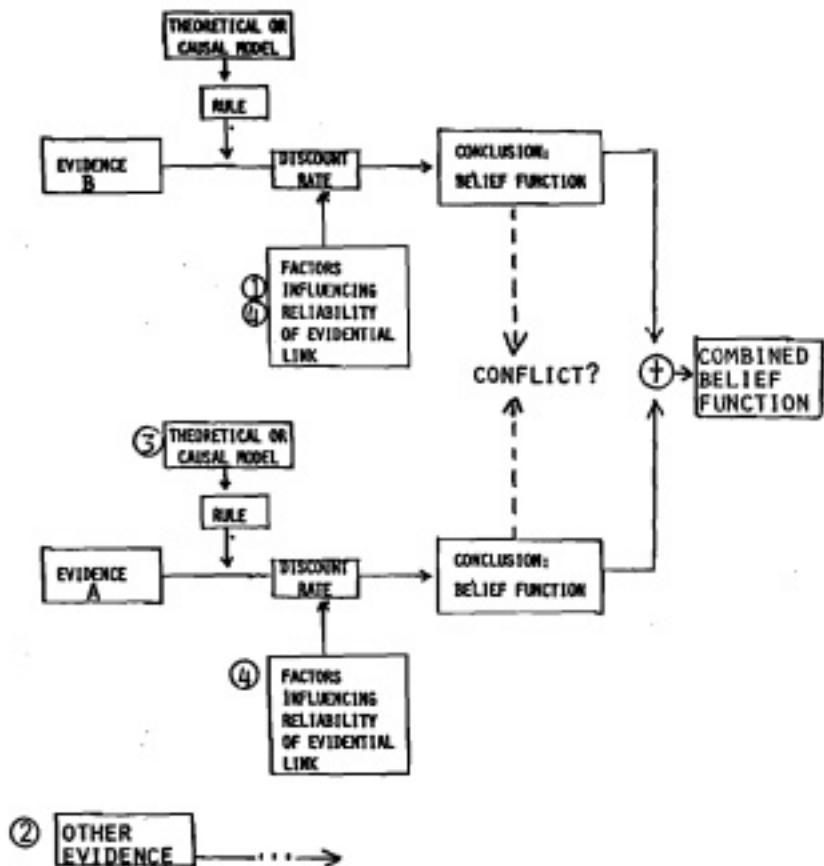 THEORETICAL OR
CAUSAL MODEL
RULE
EVIDENCE
B
DISCOUNT
RATE
CONCLUSION:
BELIEF FUNCTION
① FACTORS
INFLUENCING
④ RELIABILITY
OF EVIDENTIAL
LINK
CONFLICT?
+
COMBINED
BELIEF
FUNCTION
③ THEORETICAL OR
CAUSAL MODEL
RULE
EVIDENCE
A
DISCOUNT
RATE
CONCLUSION:
BELIEF FUNCTION
④ FACTORS
INFLUENCING
RELIABILITY
OF EVIDENTIAL
LINK
② OTHER
EVIDENCE